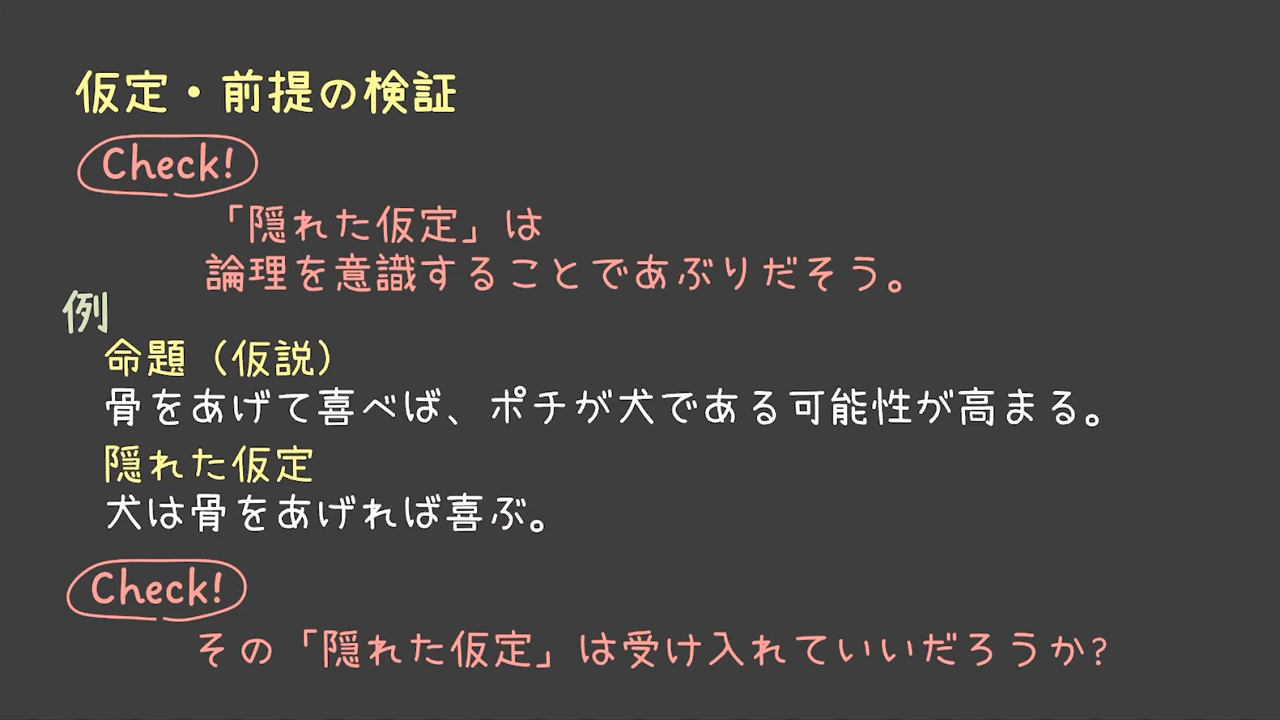 仮定・前提の検証
Check!
「隠れた仮定」は
論理を意識することであぶりだそう。
例
命題（仮説）
骨をあげて喜べば、ポチが犬である可能性が高まる。
隠れた仮定
犬は骨をあげれば喜ぶ。
Check!
その「隠れた仮定」は受け入れていいだろうか?